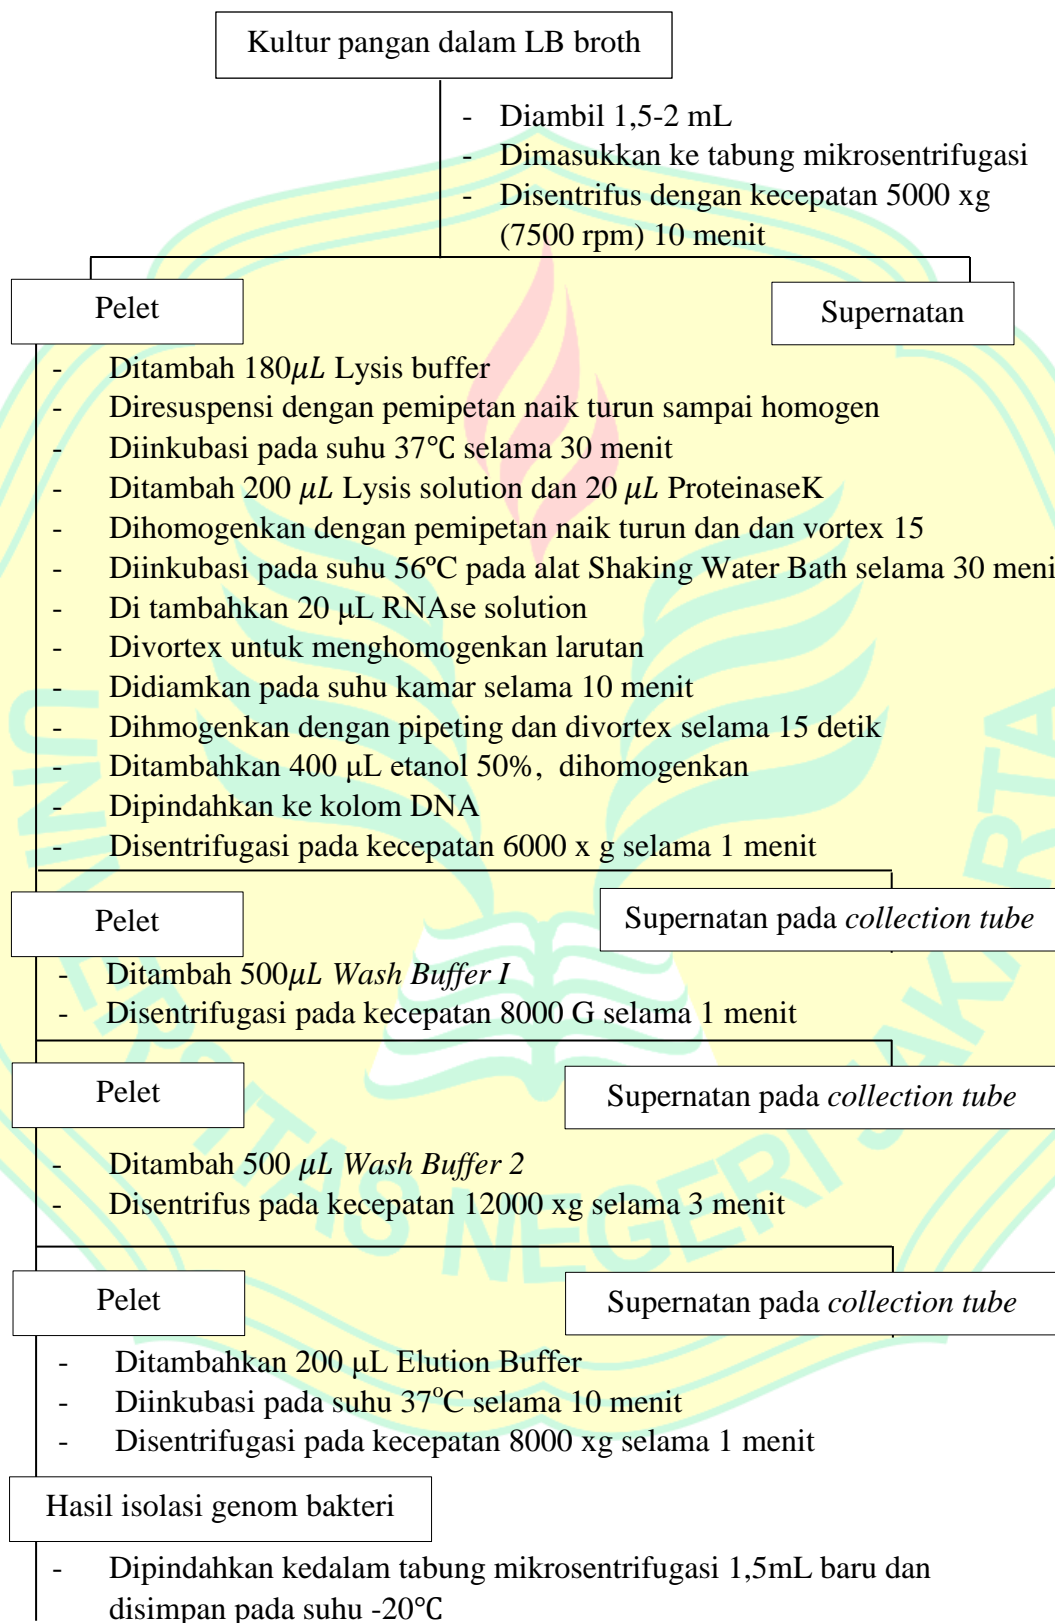 Kultur pangan dalam LB broth
- Diambil 1,5-2 mL
- Dimasukkan ke tabung mikrosentrifugasi
- Disentrifus dengan kecepatan 5000 xg
(7500 rpm) 10 menit
Pelet
Supernatan
- Ditambah 180𝜇𝐿 Lysis buffer
- Diresuspensi dengan pemipetan naik turun sampai homogen
- Diinkubasi pada suhu 37℃ selama 30 menit
- Ditambah 200 𝜇𝐿 Lysis solution dan 20 𝜇𝐿 ProteinaseK
- Dihomogenkan dengan pemipetan naik turun dan dan vortex 15
- Diinkubasi pada suhu 56ºC pada alat Shaking Water Bath selama 30 meni
- Di tambahkan 20 µL RNAse solution
- Divortex untuk menghomogenkan larutan
- Didiamkan pada suhu kamar selama 10 menit
- Dihmogenkan dengan pipeting dan divortex selama 15 detik
- Ditambahkan 400 µL etanol 50%, dihomogenkan
- Dipindahkan ke kolom DNA
- Disentrifugasi pada kecepatan 6000 x g selama 1 menit
Pelet
Supernatan pada collection tube
- Ditambah 500𝜇𝐿 Wash Buffer I
- Disentrifugasi pada kecepatan 8000 G selama 1 menit
Pelet
Supernatan pada collection tube
- Ditambah 500 𝜇𝐿 Wash Buffer 2
- Disentrifus pada kecepatan 12000 xg selama 3 menit
Pelet
Supernatan pada collection tube
- Ditambahkan 200 µL Elution Buffer
- Diinkubasi pada suhu 37°C selama 10 menit
- Disentrifugasi pada kecepatan 8000 xg selama 1 menit
Hasil isolasi genom bakteri
- Dipindahkan kedalam tabung mikrosentrifugasi 1,5mL baru dan
disimpan pada suhu -20℃
UNIVERSITAS NEGERI JAKARTA